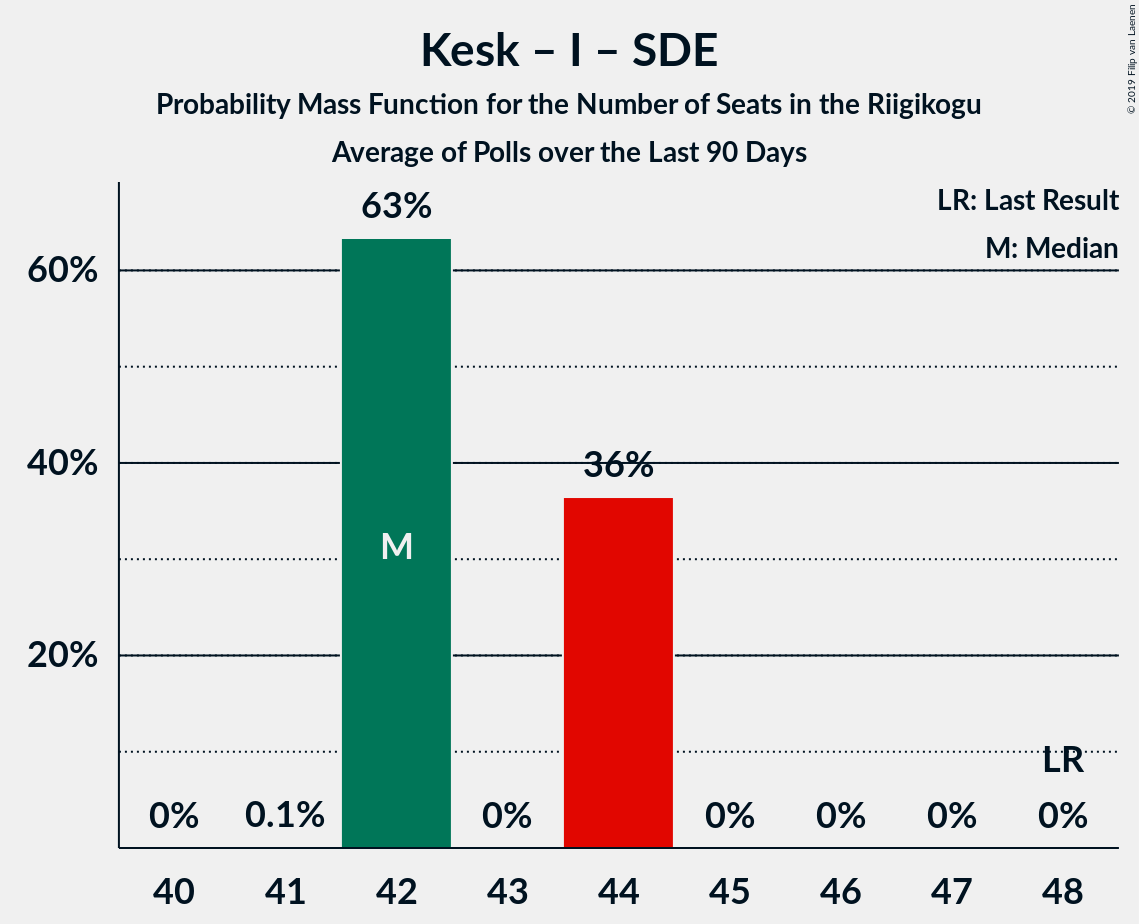 Kesk – I – SDE
Probability Mass Function for the Number of Seats in the Riigikogu
Average of Polls over the Last 90 Days
© 2019 Filip van Laenen
LR: Last Result
M: Median
63%
60%
40%
36%
M
20%
LR
0% 0.1% 0% 0% 0% 0% 0%
40 41 42 43 44 45 46 47 48